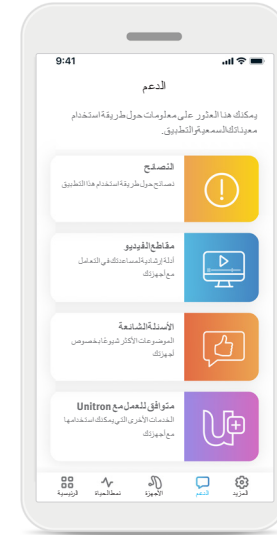 9:41
الدعم
يمكنك هنا العثور على معلومات حول طريقة استخدام
معيناتك السمعية والتطبيق.
النصائح
نصائح حول طريقة استخدام هذا التطبيق
مقاطع الفيديو
أدلة إرشادية لمساعدتك في التعامل
مع أجهزتك
الأسئلة الشائعة
الموضوعات الأكثر شيوعًا بخصوص
أجهزتك
متوافق للعمل مع Unitron
الخدمات الأخرى التي يمكنك استخدامها
مع أجهزتك
الرئيسية نمط الحياة الأجهزة الدعم المزيد